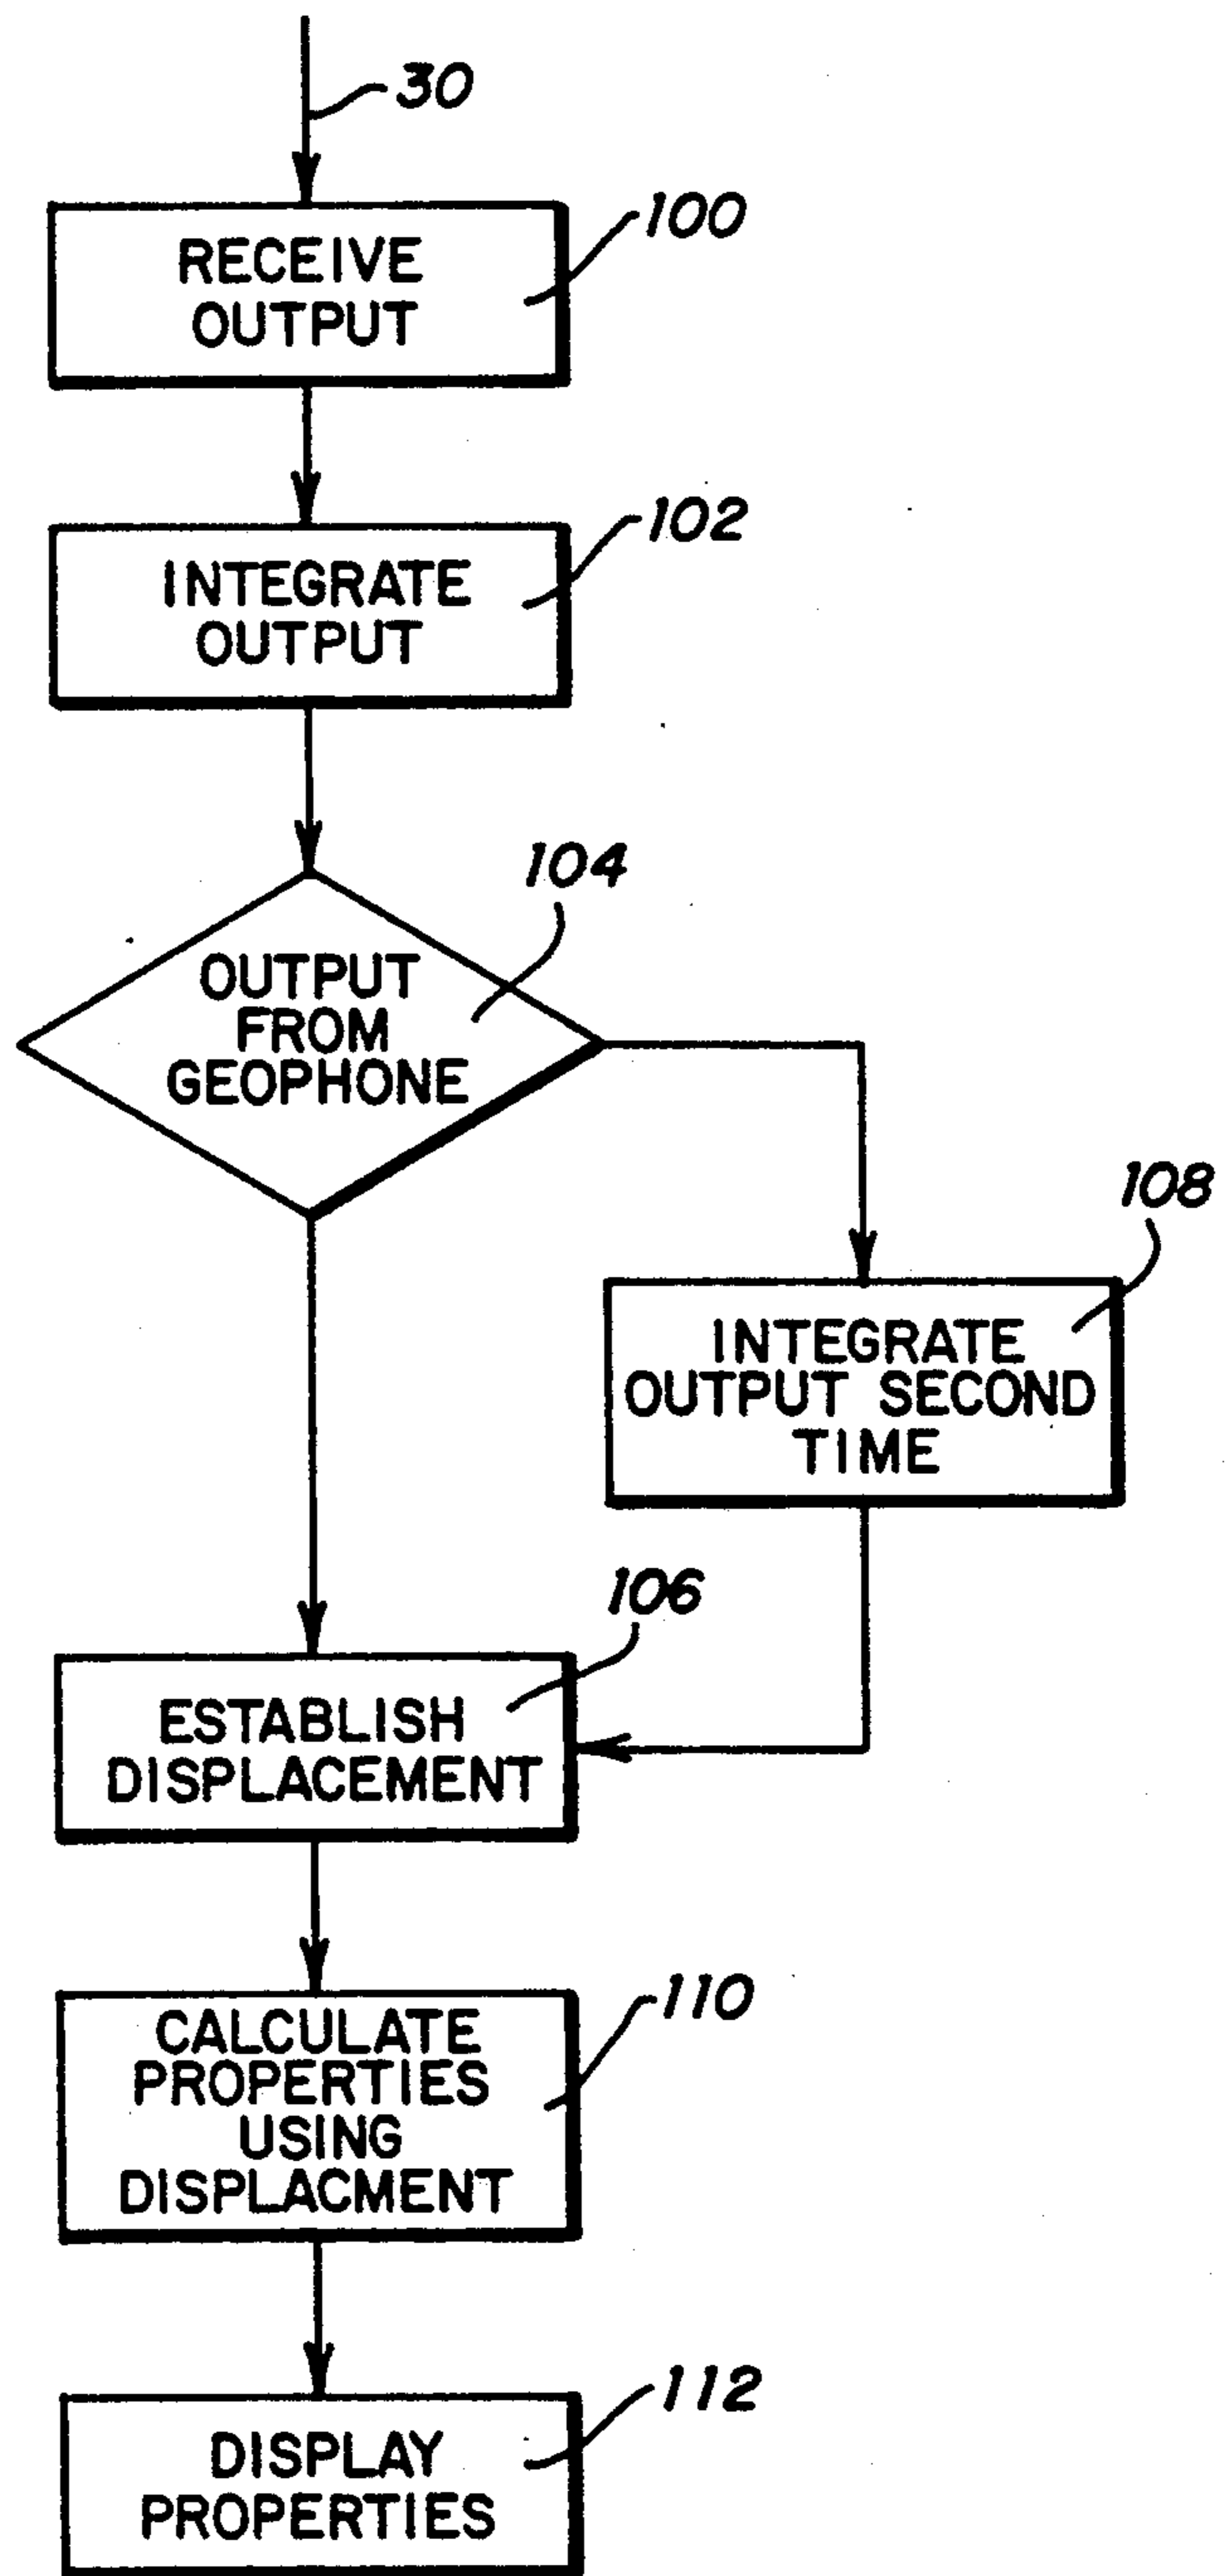 30
100
RECEIVE
OUTPUT
102
INTEGRATE
OUTPUT
104
OUTPUT
FROM
GEOPHONE
108
INTEGRATE
OUTPUT SECOND
TIME
106
ESTABLISH
DISPLACEMENT
110
CALCULATE
PROPERTIES
USING
DISPLACMENT
112
DISPLAY
PROPERTIES